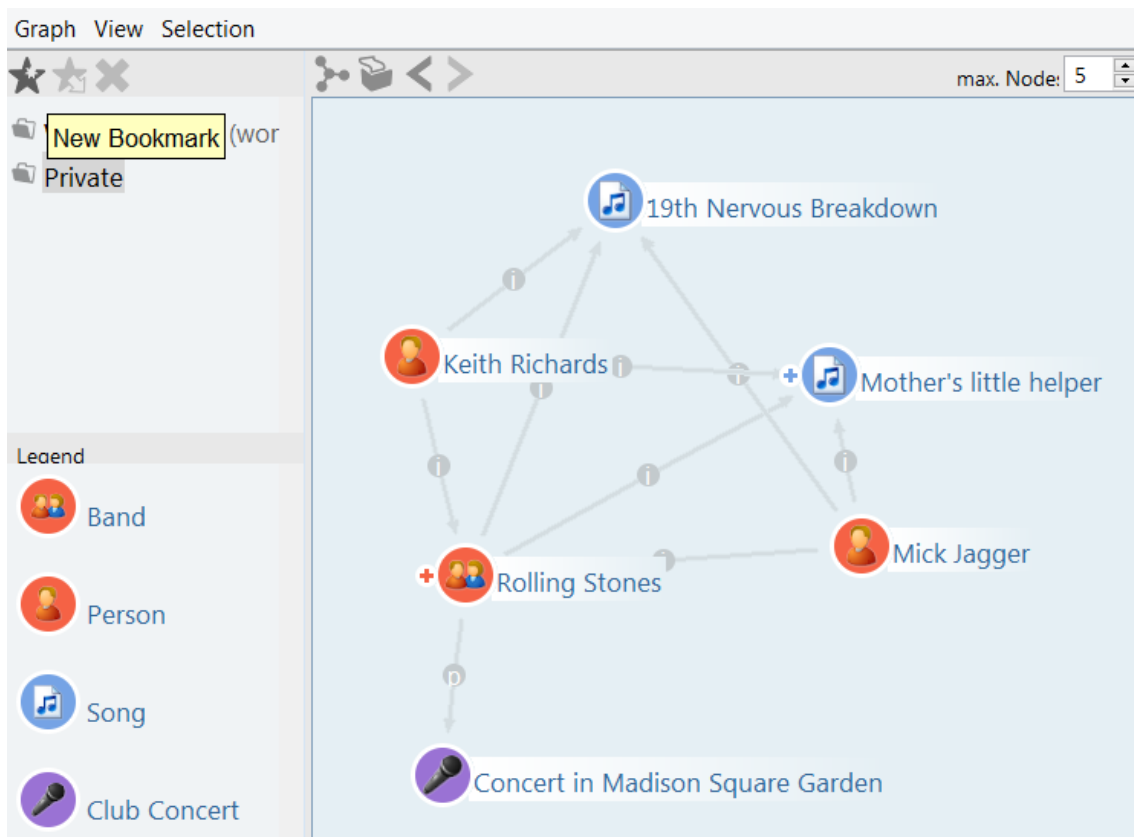 Graph View Selection
max. Node: 5
New Bookmark (wor
Private
19th Nervous Breakdown
Keith Richards
i
i
i
i
Mother's little helper
i
i
i
Mick Jagger
Rolling Stones
p
Concert in Madison Square Garden
Legend
Band
Person
Song
Club Concert